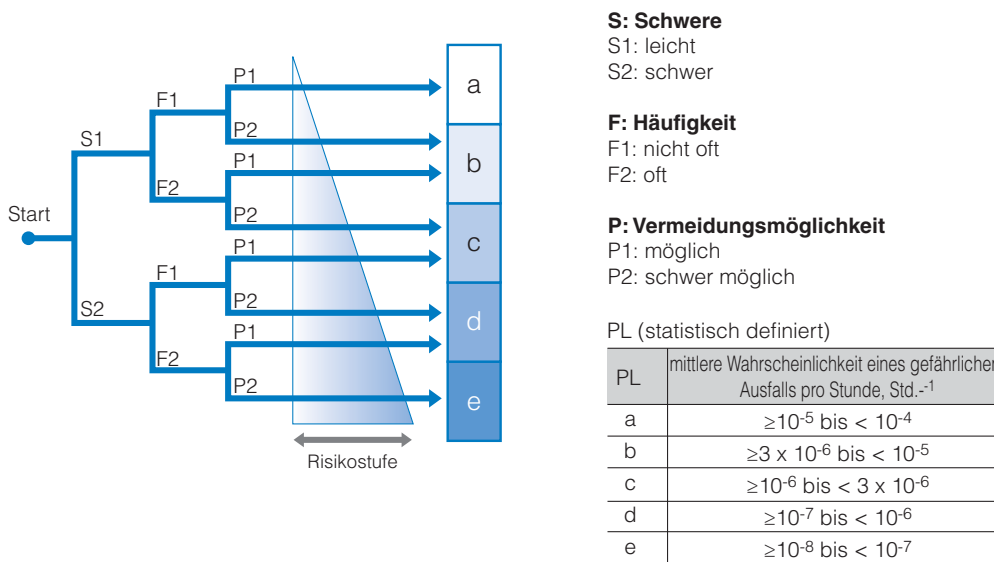 Start
S1
S2
F1
F2
F1
F2
P1
P2
P1
P2
P1
P2
P1
P2
a
b
c
d
e
Risikostufe
S: Schwere
S1: leicht
S2: schwer
F: Häufigkeit
F1: nicht oft
F2: oft
P: Vermeidungsmöglichkeit
P1: möglich
P2: schwer möglich
PL (statistisch definiert)
PL
mittlere Wahrscheinlichkeit eines gefährlichen
Ausfalls pro Stunde, Std.-⁻¹
a ≥10⁻⁵ bis < 10⁻⁴
b ≥3 x 10⁻⁶ bis < 10⁻⁵
c ≥10⁻⁶ bis < 3 x 10⁻⁶
d ≥10⁻⁷ bis < 10⁻⁶
e ≥10⁻⁸ bis < 10⁻⁷